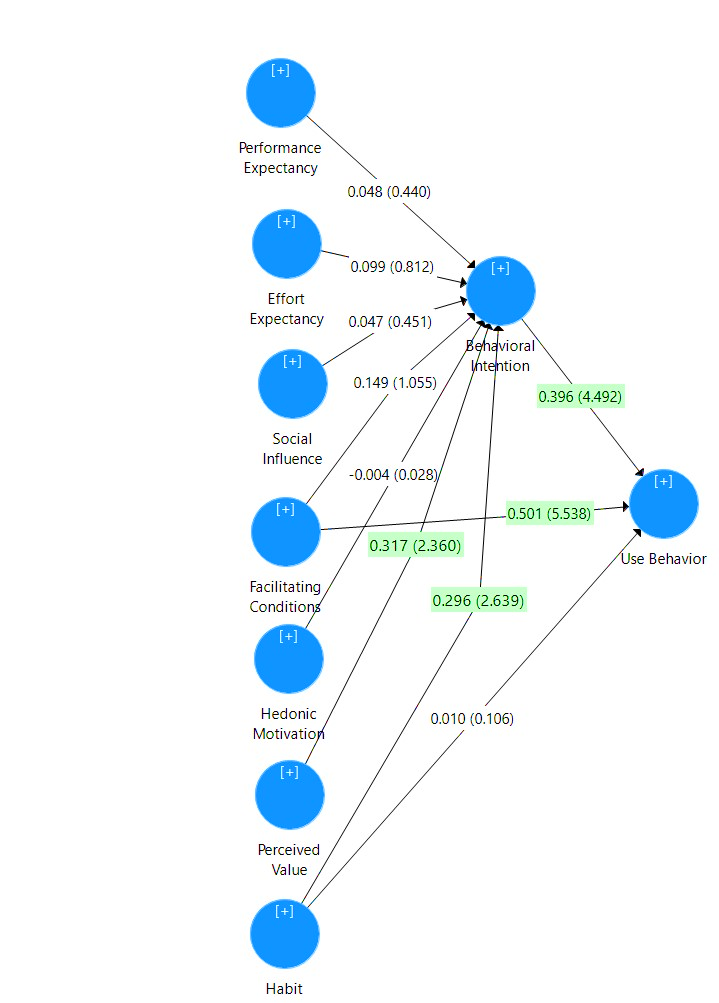 [+]
Performance
Expectancy
0.048 (0.440)
[+]
Effort
Expectancy
0.099 (0.812)
[+]
Behavioral
Intention
0.047 (0.451)
[+]
Social
Influence
0.149 (1.055)
0.396 (4.492)
-0.004 (0.028)
[+]
Use Behavior
[+]
Facilitating
Conditions
0.501 (5.538)
0.317 (2.360)
0.296 (2.639)
[+]
Hedonic
Motivation
0.010 (0.106)
[+]
Perceived
Value
[+]
Habit